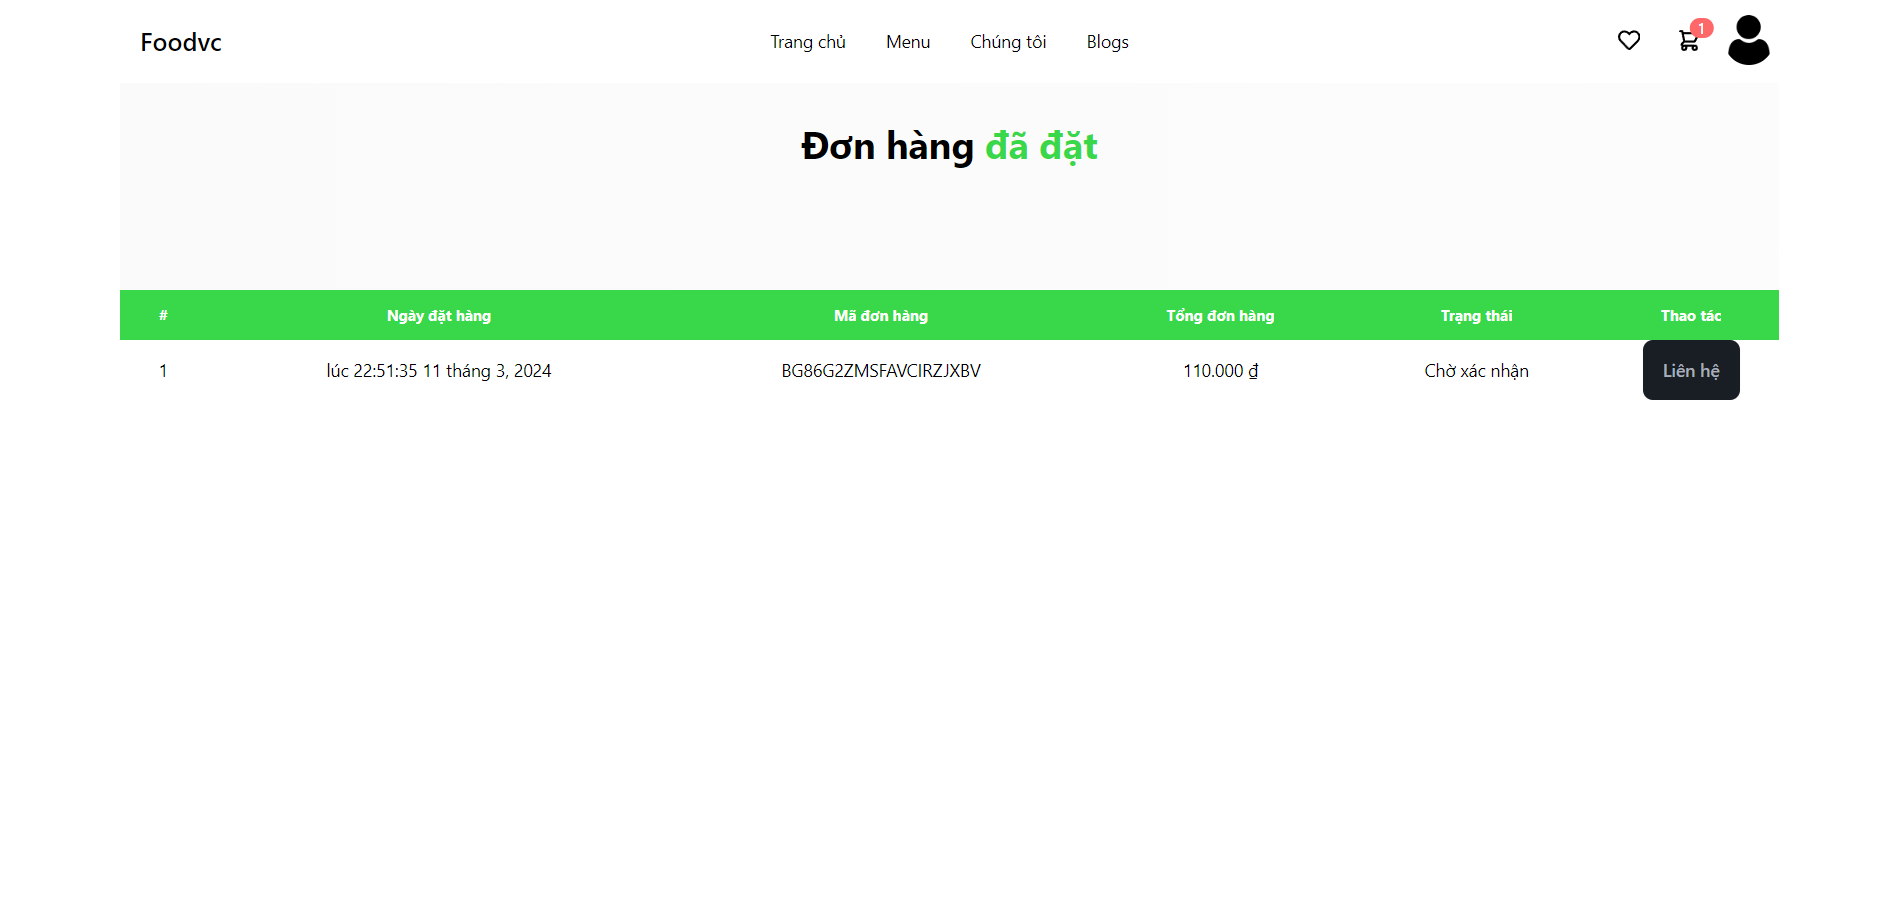 Foodvc
Trang chủ Menu Chúng tôi Blogs
1
Đơn hàng đã đặt
# Ngày đặt hàng Mã đơn hàng Tổng đơn hàng Trạng thái Thao tác
1 lúc 22:51:35 11 tháng 3, 2024 BG86G2ZMSFAVCIRZJXBV 110.000 ₫ Chờ xác nhận Liên hệ